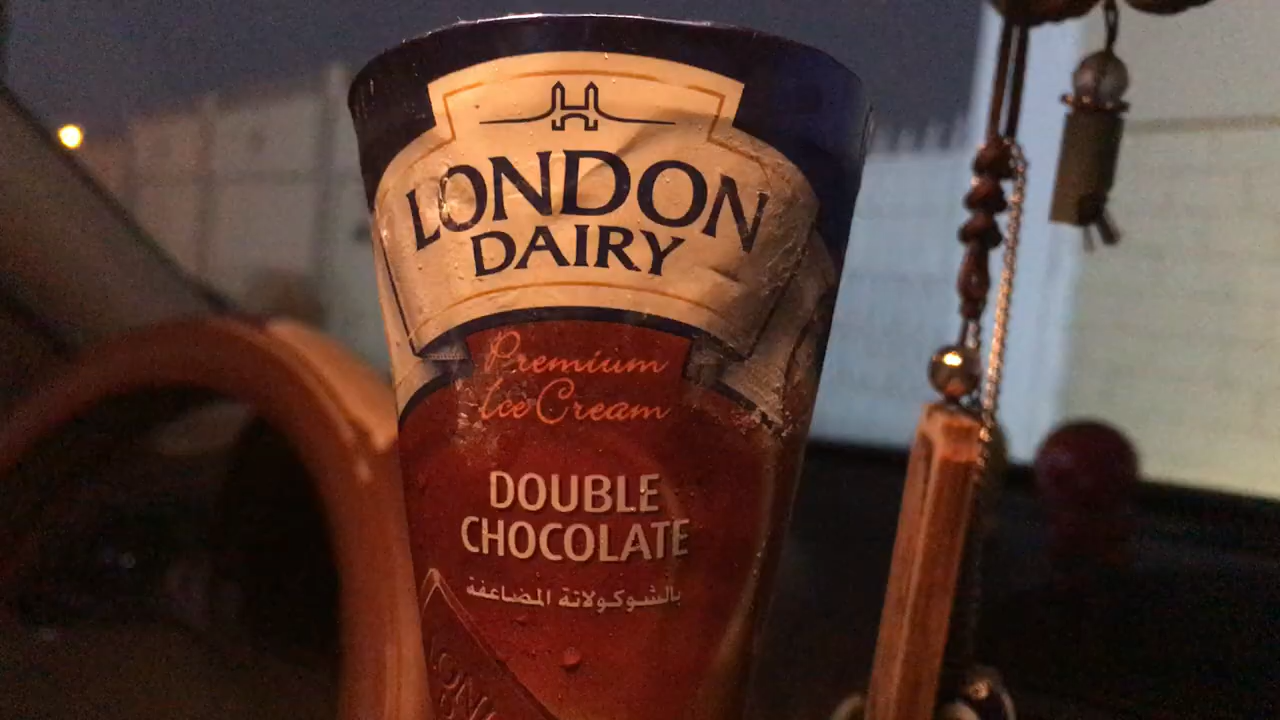 LONDON
DAIRY
Premium
Ice Cream
DOUBLE
CHOCOLATE
بالشوكولاتة المضاعفة